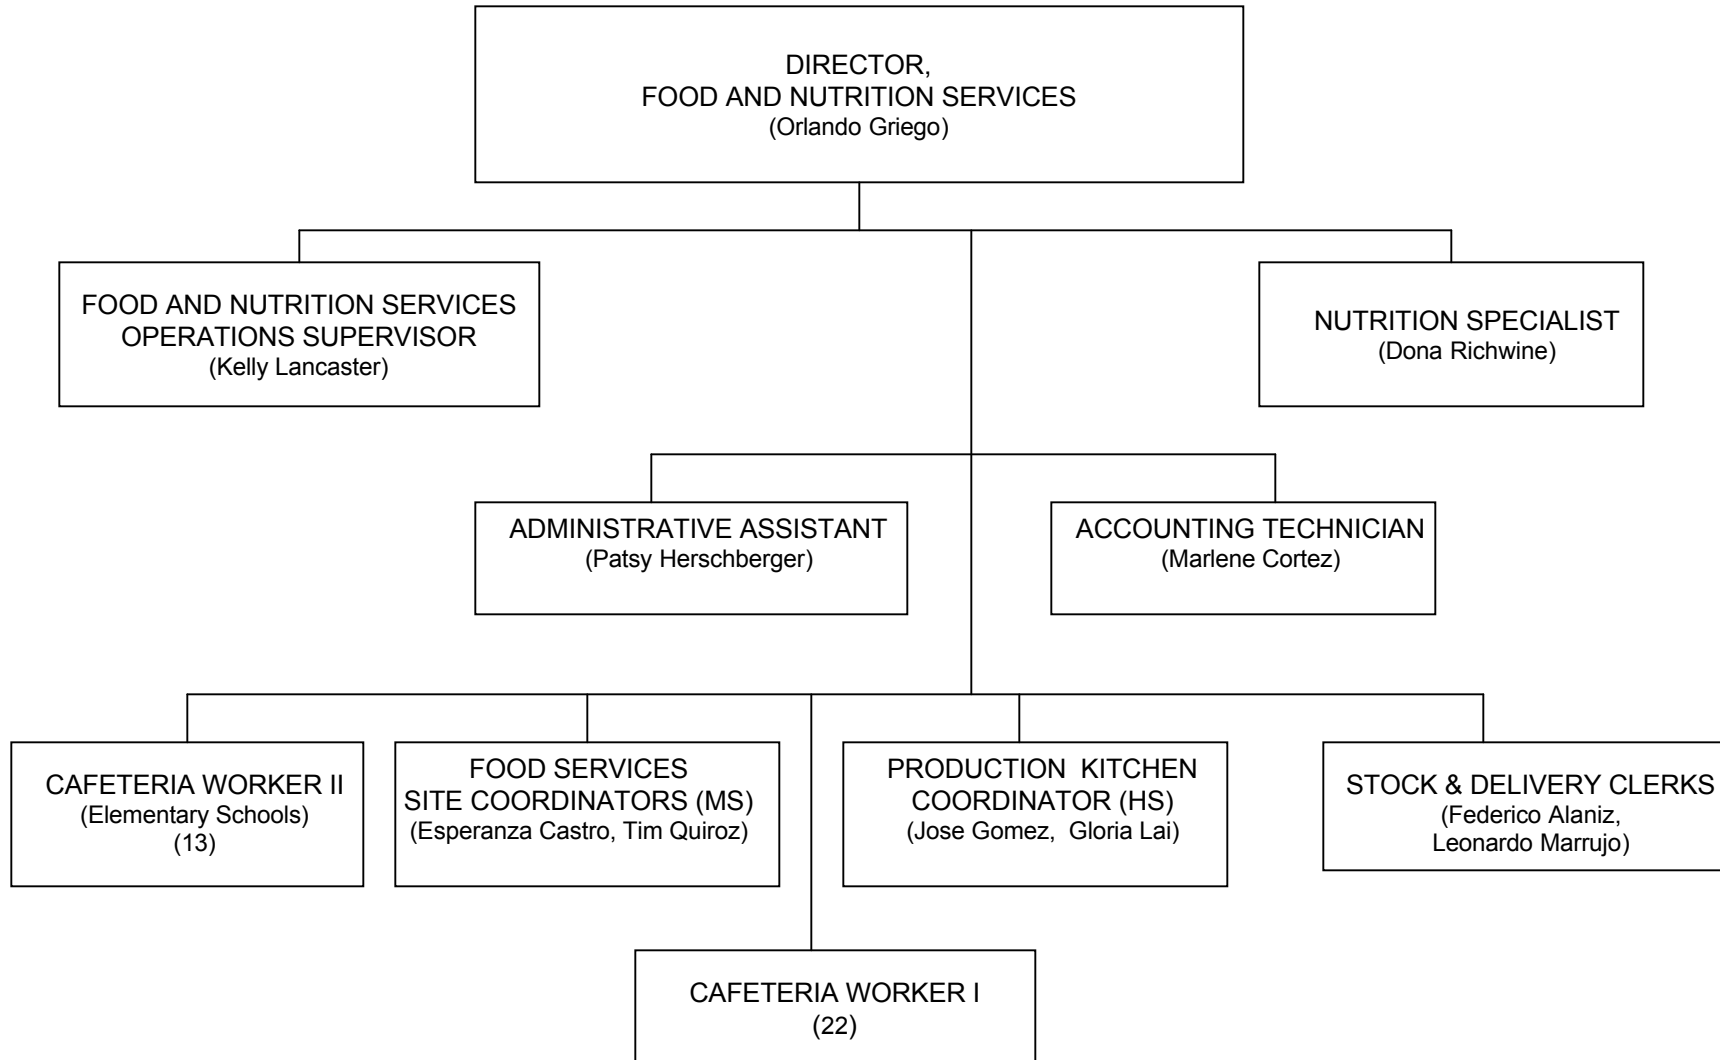 DIRECTOR,
FOOD AND NUTRITION SERVICES
(Orlando Griego)
FOOD AND NUTRITION SERVICES
OPERATIONS SUPERVISOR
(Kelly Lancaster)
NUTRITION SPECIALIST
(Dona Richwine)
ADMINISTRATIVE ASSISTANT
(Patsy Herschberger)
ACCOUNTING TECHNICIAN
(Marlene Cortez)
CAFETERIA WORKER II
(Elementary Schools)
(13)
FOOD SERVICES
SITE COORDINATORS (MS)
(Esperanza Castro, Tim Quiroz)
PRODUCTION KITCHEN
COORDINATOR (HS)
(Jose Gomez, Gloria Lai)
STOCK & DELIVERY CLERKS
(Federico Alaniz,
Leonardo Marrujo)
CAFETERIA WORKER I
(22)